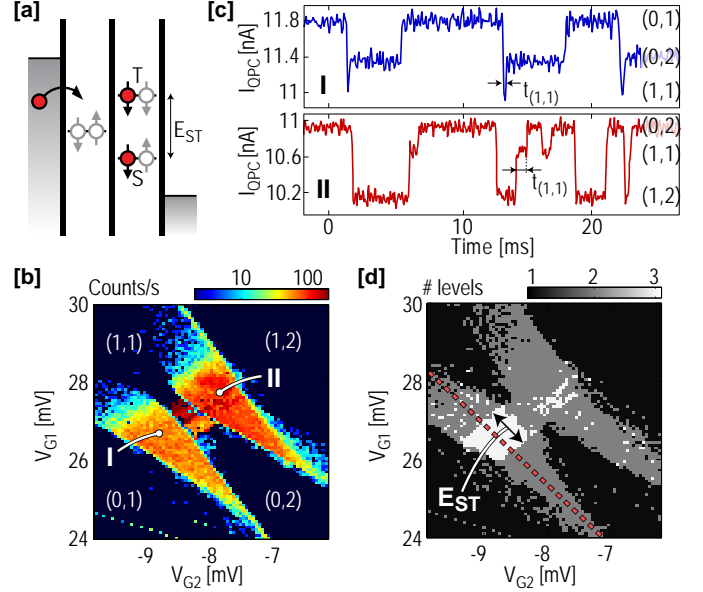 [a]
T
E_ST
S
[c]
I_QPC [nA]
11.8
11.4
11
I
t_(1,1)
(0,1)
(0,2)
(1,1)
I_QPC [nA]
11
10.6
10.2
II
t_(1,1)
(0,2)
(1,1)
(1,2)
0
10
20
Time [ms]
[b] Counts/s
10
100
30
28
26
24
V_G1 [mV]
(1,1)
(1,2)
II
I
(0,1)
(0,2)
-9
-8
-7
V_G2 [mV]
[d] # levels
1
2
3
30
28
26
24
V_G1 [mV]
E_ST
-9
-8
-7
V_G2 [mV]